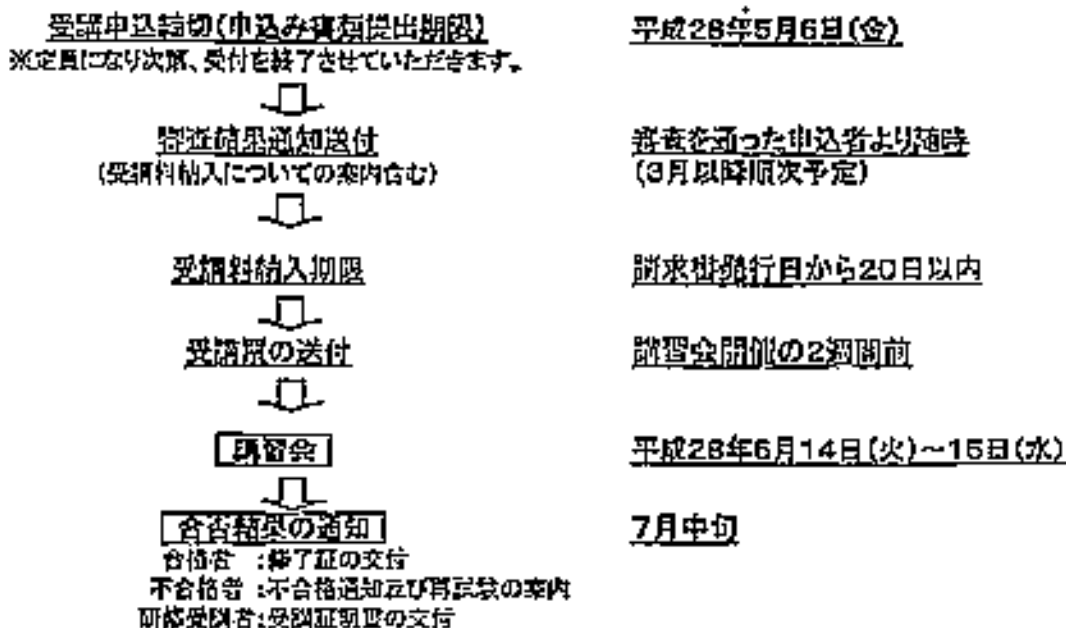 受講申込締切(申込み書類提出期限) 平成28年5月6日(金)
※定員になり次第、受付を終了させていただきます。
審査結果通知送付 審査を通った申込者より随時
(受講料納入についての案内含む) (3月以降順次予定)
受講料納入期限 請求書発行日から20日以内
受講票の送付 講習会開催の2週間前
講習会 平成28年6月14日(火)~15日(水)
合否結果の通知 7月中旬
合格者 :修了証の交付
不合格者 :不合格通知及び再試験の案内
研修受講者:受講証明書の交付